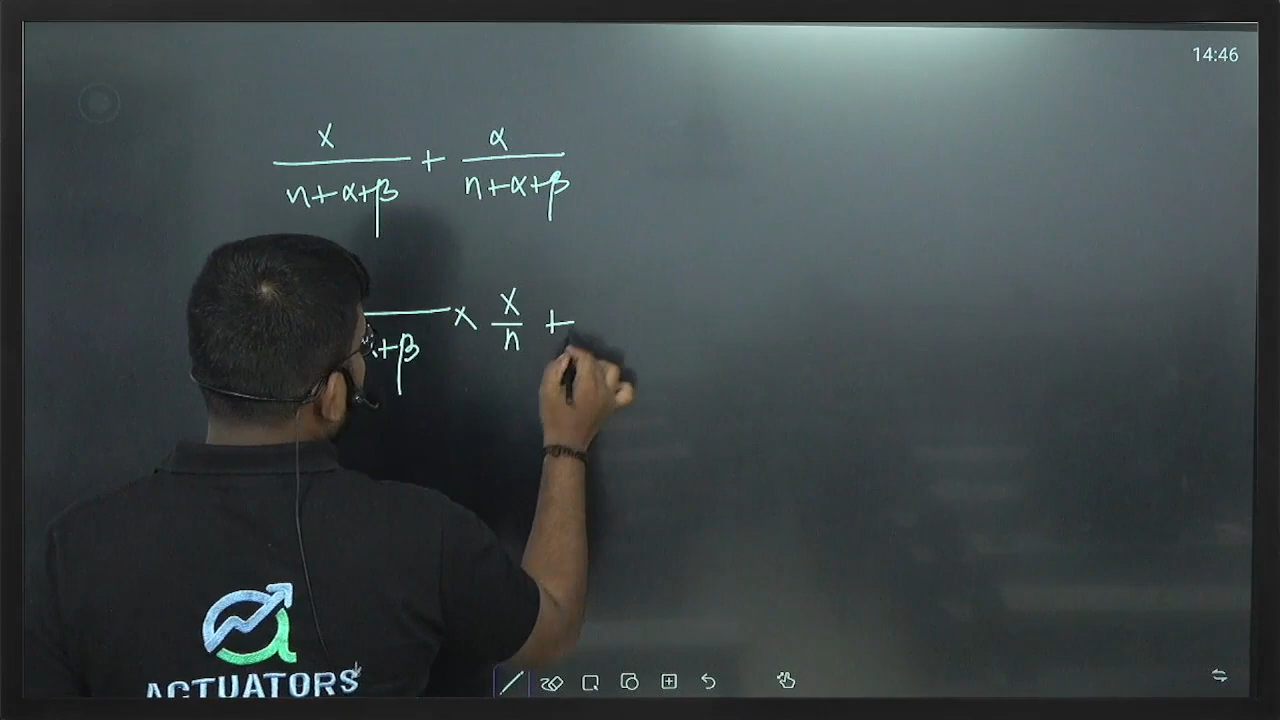 14:46
x/(n+α+β) + α/(n+α+β)
+β × x/n +
ACTUATORS